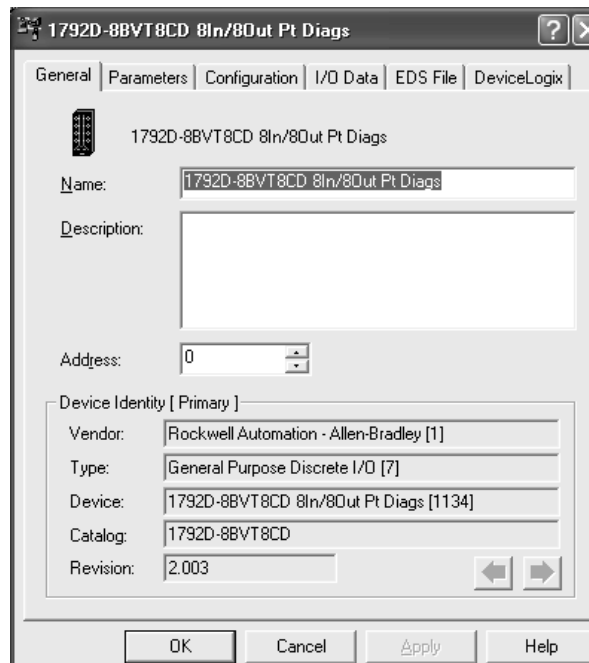 1792D-8BVT8CD 8In/8Out Pt Diags
General Parameters Configuration I/O Data EDS File DeviceLogix
1792D-8BVT8CD 8In/8Out Pt Diags
Name: 1792D-8BVT8CD 8In/8Out Pt Diags
Description:
Address: 0
Device Identity [ Primary ]
Vendor: Rockwell Automation - Allen-Bradley [1]
Type: General Purpose Discrete I/O [7]
Device: 1792D-8BVT8CD 8In/8Out Pt Diags [1134]
Catalog: 1792D-8BVT8CD
Revision: 2.003
OK Cancel Apply Help